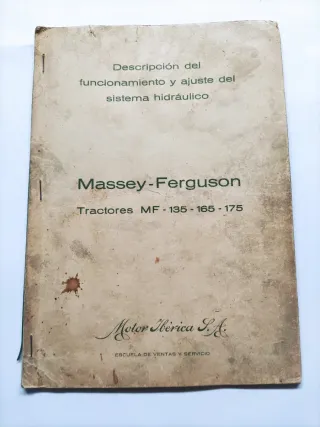 Descripción del
funcionamiento y ajuste del
sistema hidráulico
Massey-Ferguson
Tractores MF - 135 - 165 - 175
Motor Ibérica S.A.
ESCUELA DE VENTAS Y SERVICIO